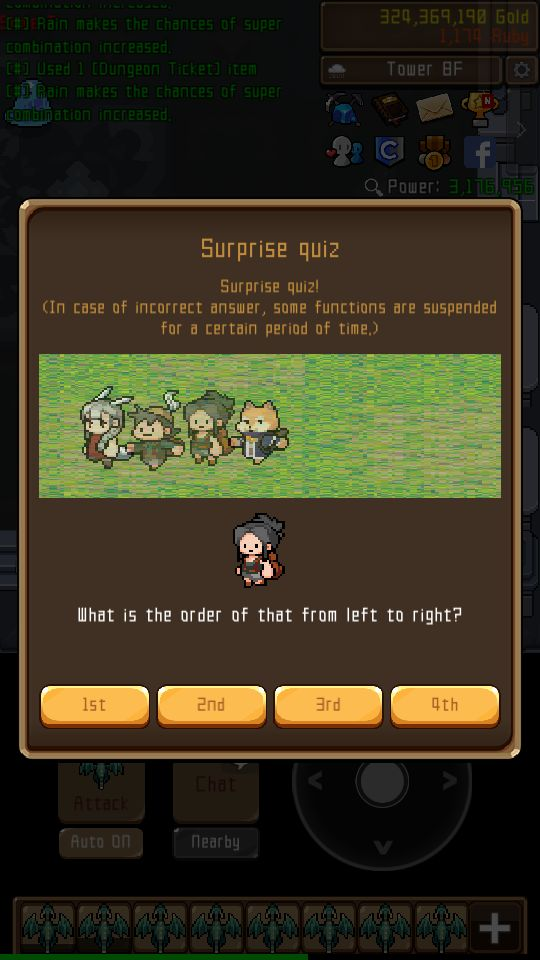 combination increased.
[#] Rain makes the chances of super
combination increased.
[#] Used 1 [Dungeon Ticket] item
[#] Rain makes the chances of super
combination increased.
324,369,190 Gold
1,174 Ruby
Tower 8F
N
C
f
Power: 3,176,956
Surprise quiz
Surprise quiz!
(In case of incorrect answer, some functions are suspended
for a certain period of time.)
What is the order of that from left to right?
1st
2nd
3rd
4th
Attack
Chat
Auto ON
Nearby